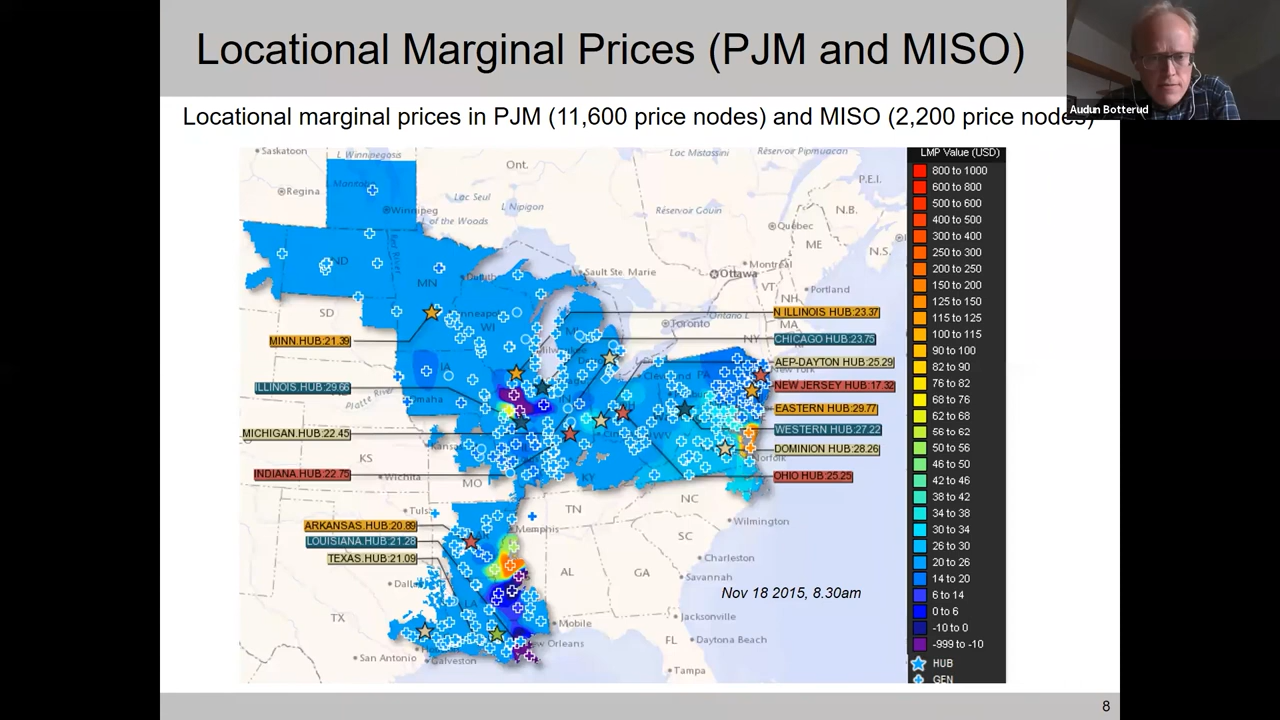 Locational Marginal Prices (PJM and MISO)
Audun Botterud
Locational marginal prices in PJM (11,600 price nodes) and MISO (2,200 price nodes)
Saskatoon
L Winnipegosis
Manitoba
Regina
Winnipeg
Ont.
Lac Seul
L Nipigon
L of the Woods
Lac Mistassini
Réservoir Pipmuacan
Réservoir Gouin
P.E.I.
N.B.
N.S.
Québec
ME
Montréal
Ottawa
VT
Portland
NH
MA
Sault Ste. Marie
Toronto
L Ontario
NY
ND
MN
SD
WI
IA
Omaha
Platte River
KS
Wichita
MO
KY
PA
Norfolk
NC
TN
Memphis
SC
Wilmington
AL
GA
Charleston
Savannah
TX
LA
Mobile
Jacksonville
FL
Daytona Beach
San Antonio
Galveston
Tampa
MINN.HUB:21.39
ILLINOIS.HUB:29.66
MICHIGAN.HUB:22.45
INDIANA.HUB:22.75
ARKANSAS.HUB:20.89
LOUISIANA.HUB:21.28
TEXAS.HUB:21.09
N ILLINOIS HUB:23.37
CHICAGO HUB:23.75
AEP-DAYTON HUB:25.29
NEW JERSEY HUB:17.32
EASTERN HUB:29.77
WESTERN HUB:27.22
DOMINION HUB:28.26
OHIO HUB:25.25
Nov 18 2015, 8.30am
LMP Value (USD)
800 to 1000
600 to 800
500 to 600
400 to 500
300 to 400
250 to 300
200 to 250
150 to 200
125 to 150
115 to 125
100 to 115
90 to 100
82 to 90
76 to 82
68 to 76
62 to 68
56 to 62
50 to 56
46 to 50
42 to 46
38 to 42
34 to 38
30 to 34
26 to 30
20 to 26
14 to 20
6 to 14
0 to 6
-10 to 0
-999 to -10
HUB
GEN
8